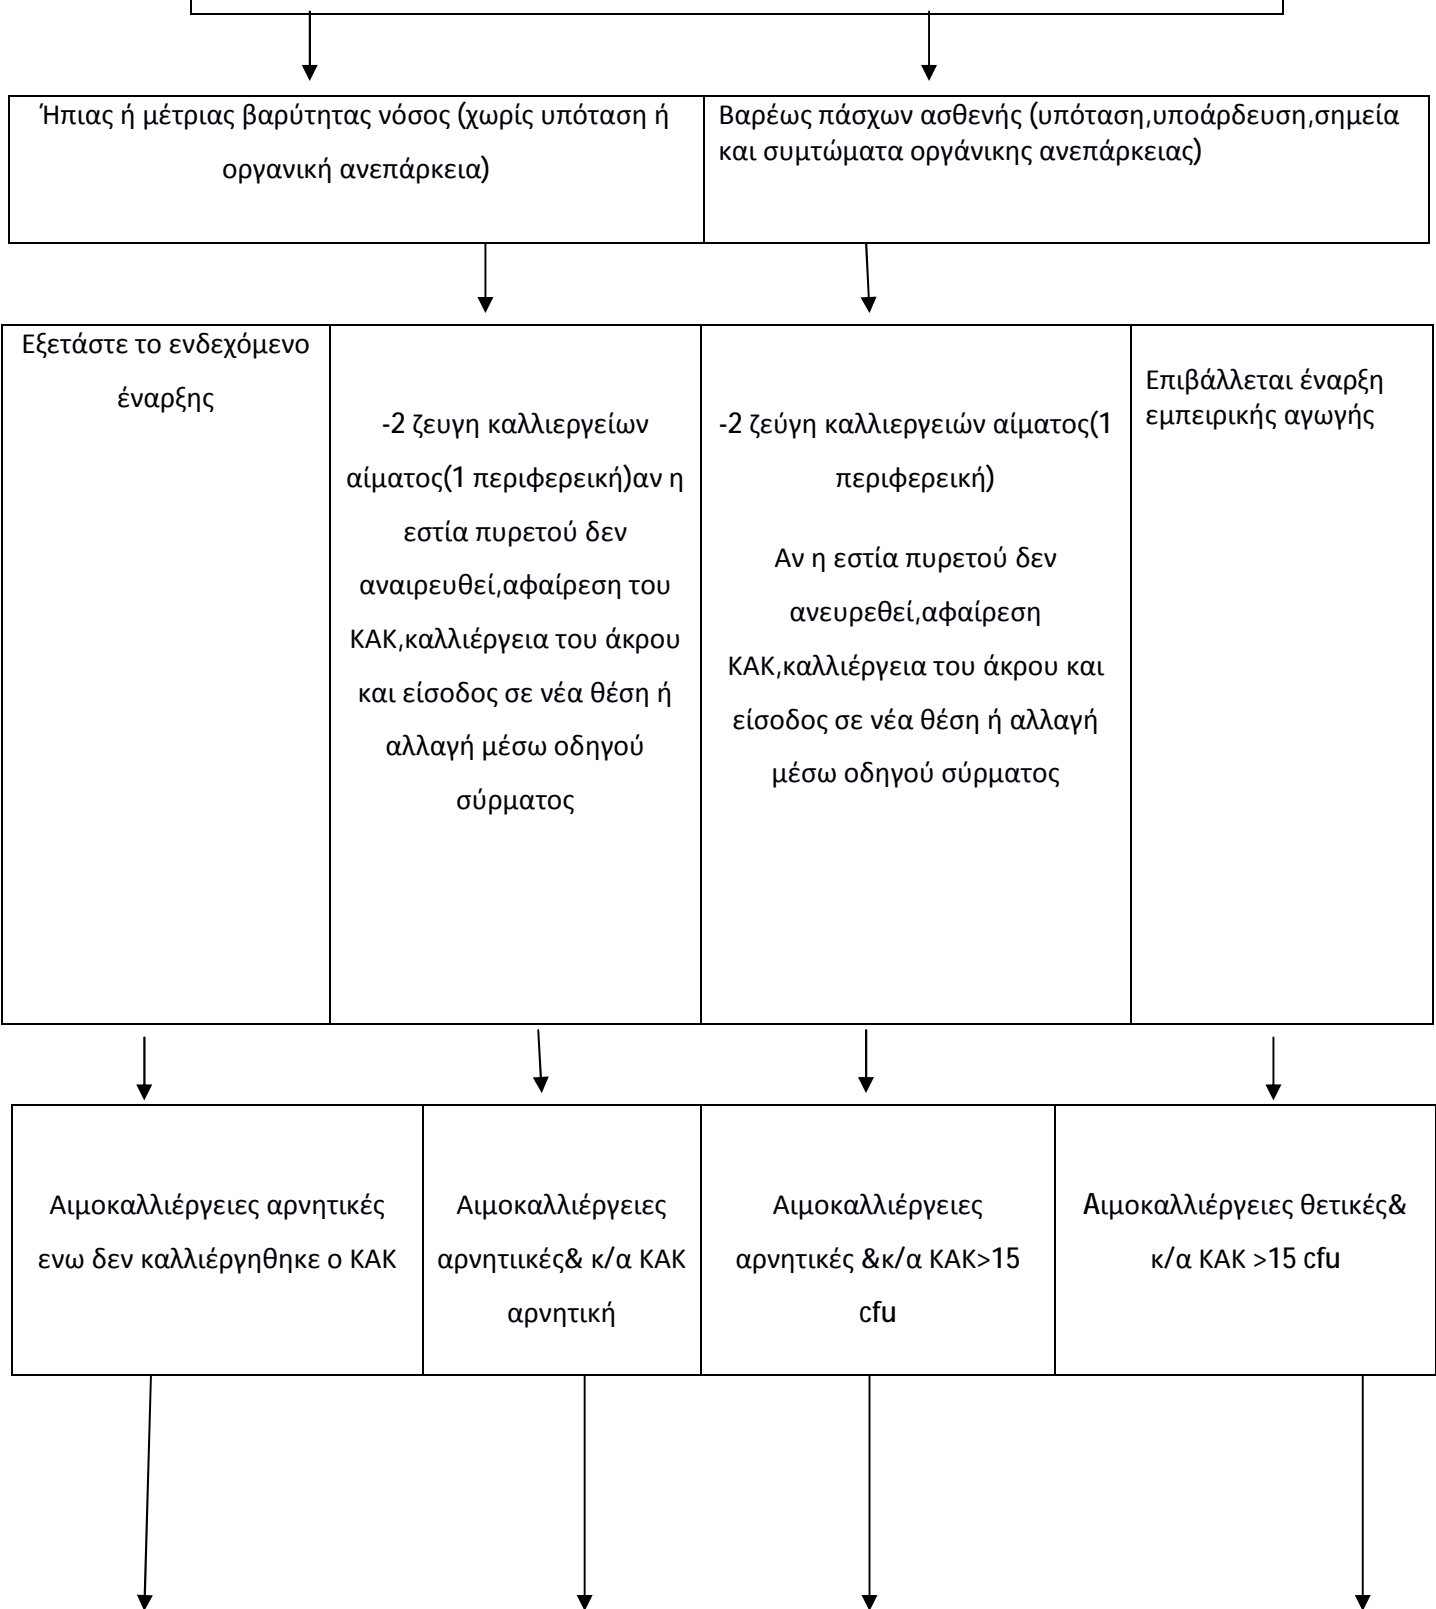 Ήπιας ή μέτριας βαρύτητας νόσος (χωρίς υπόταση ή
οργανική ανεπάρκεια)
Βαρέως πάσχων ασθενής (υπόταση,υποάρδευση,σημεία
και συμτώματα οργάνικης ανεπάρκειας)
Εξετάστε το ενδεχόμενο
έναρξης
-2 ζευγη καλλιεργείων
αίματος(1 περιφερεική)αν η
εστία πυρετού δεν
αναιρευθεί,αφαίρεση του
ΚΑΚ,καλλιέργεια του άκρου
και είσοδος σε νέα θέση ή
αλλαγή μέσω οδηγού
σύρματος
-2 ζεύγη καλλιεργειών αίματος(1
περιφερεική)
Αν η εστία πυρετού δεν
ανευρεθεί,αφαίρεση
ΚΑΚ,καλλιέργεια του άκρου και
είσοδος σε νέα θέση ή αλλαγή
μέσω οδηγού σύρματος
Επιβάλλεται έναρξη
εμπειρικής αγωγής
Αιμοκαλλιέργειες αρνητικές
ενω δεν καλλιέργηθηκε ο ΚΑΚ
Αιμοκαλλιέργειες
αρνητιικές& κ/α ΚΑΚ
αρνητική
Αιμοκαλλιέργειες
αρνητικές &κ/α ΚΑΚ>15
cfu
Αιμοκαλλιέργειες θετικές&
κ/α ΚΑΚ >15 cfu